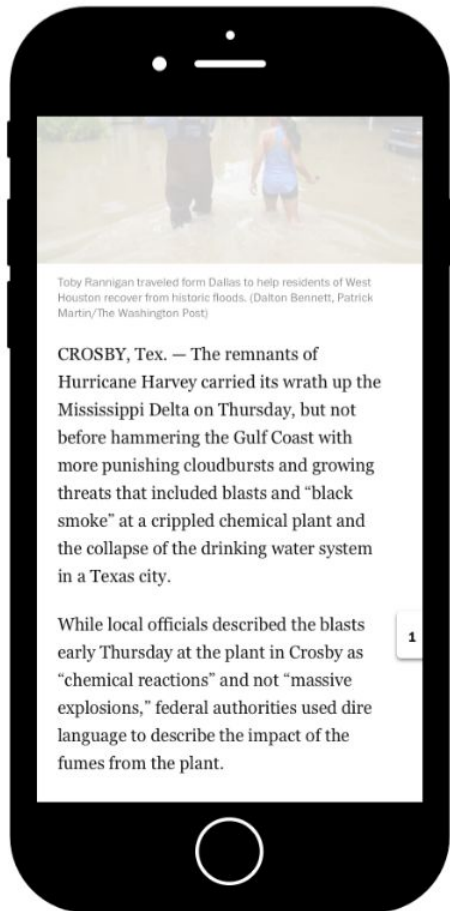 Toby Rannigan traveled form Dallas to help residents of West
Houston recover from historic floods. (Dalton Bennett, Patrick
Martin/The Washington Post)
CROSBY, Tex. — The remnants of
Hurricane Harvey carried its wrath up the
Mississippi Delta on Thursday, but not
before hammering the Gulf Coast with
more punishing cloudbursts and growing
threats that included blasts and “black
smoke” at a crippled chemical plant and
the collapse of the drinking water system
in a Texas city.
While local officials described the blasts
early Thursday at the plant in Crosby as
“chemical reactions” and not “massive
explosions,” federal authorities used dire
language to describe the impact of the
fumes from the plant.
1